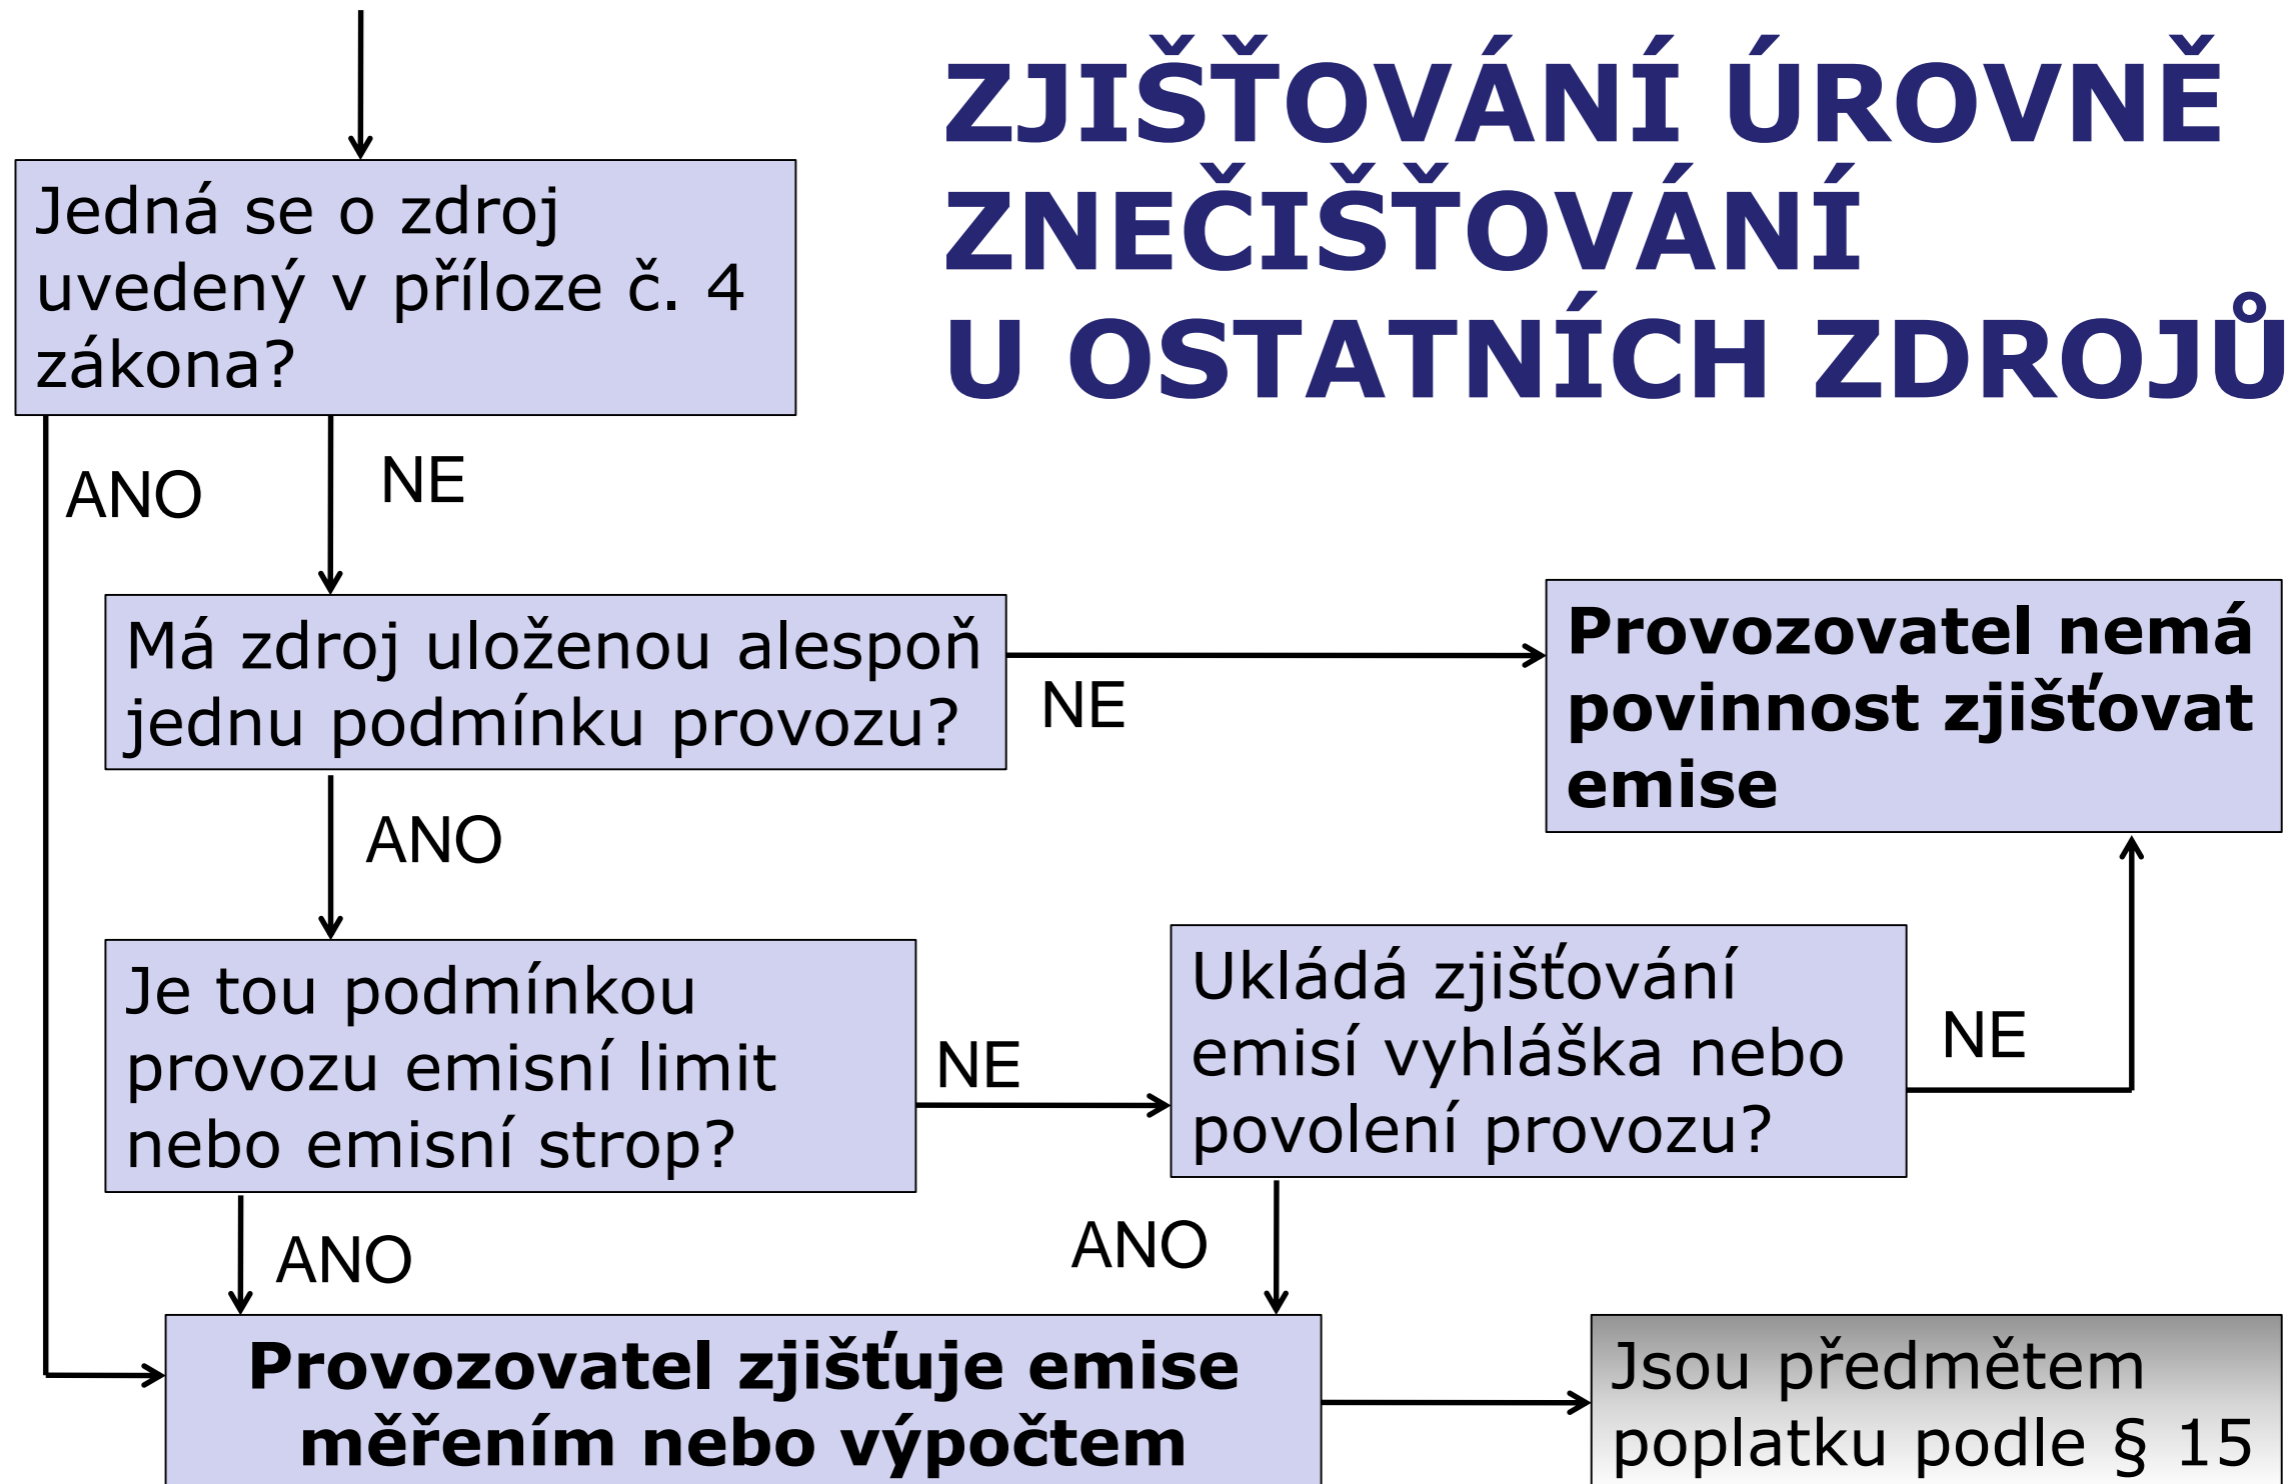 ZJIŠŤOVÁNÍ ÚROVNĚ
ZNEČIŠŤOVÁNÍ
U OSTATNÍCH ZDROJŮ
Jedná se o zdroj
uvedený v příloze č. 4
zákona?
ANO
NE
Má zdroj uloženou alespoň
jednu podmínku provozu?
NE
Provozovatel nemá
povinnost zjišťovat
emise
ANO
Je tou podmínkou
provozu emisní limit
nebo emisní strop?
NE
Ukládá zjišťování
emisí vyhláška nebo
povolení provozu?
NE
ANO
ANO
Provozovatel zjišťuje emise
měřením nebo výpočtem
Jsou předmětem
poplatku podle § 15